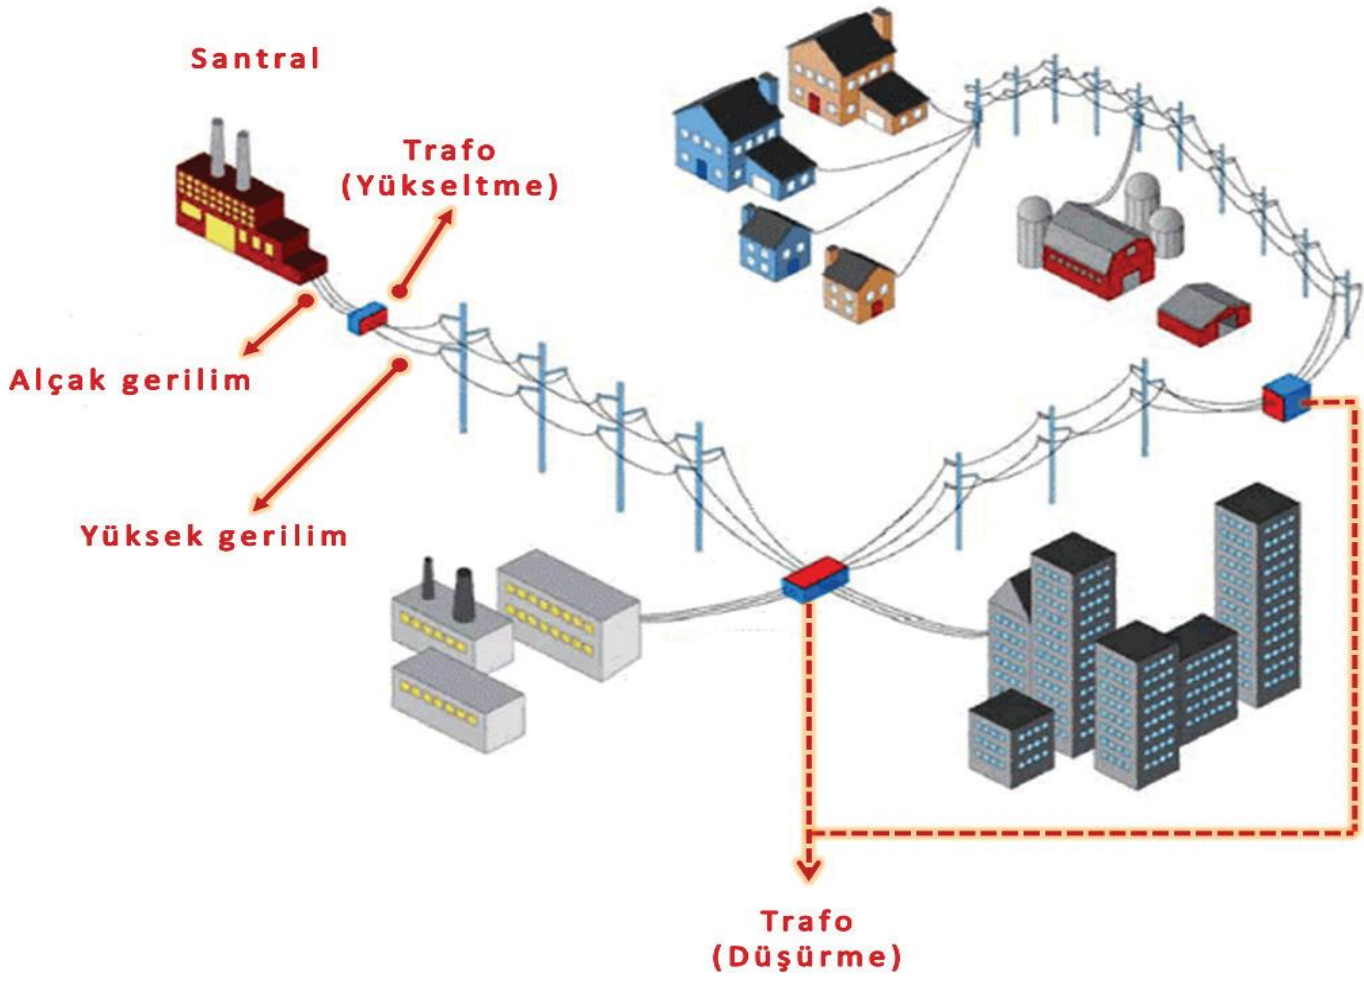 Santral
Trafo
(Yükseltme)
Alçak gerilim
Yüksek gerilim
Trafo
(Düşürme)